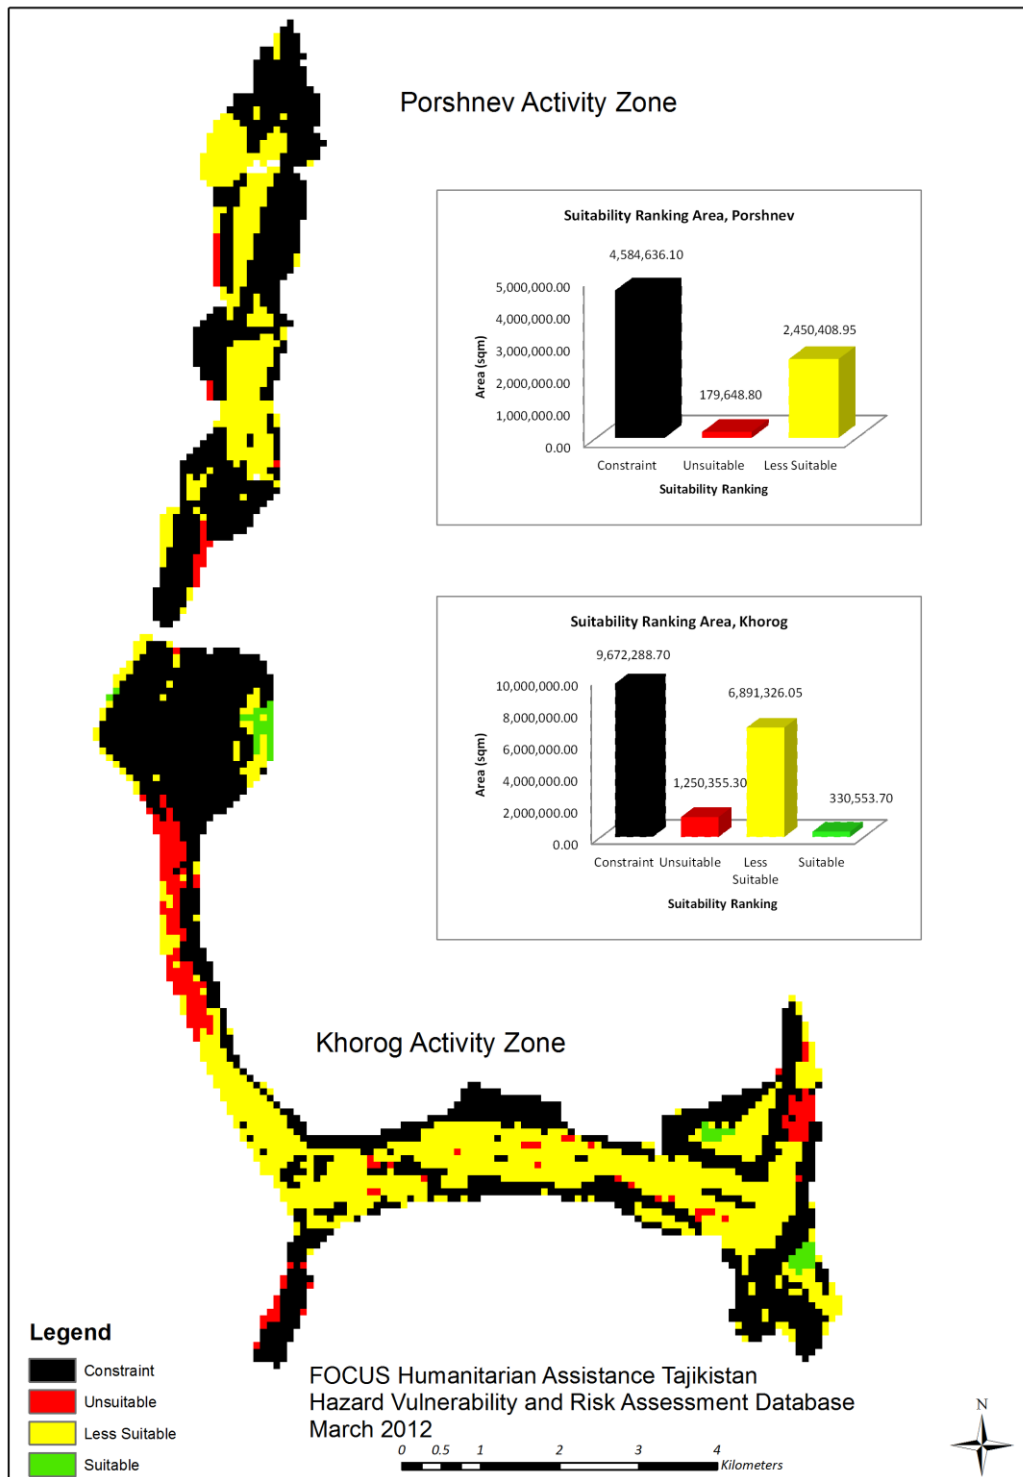 Porshnev Activity Zone
Suitability Ranking Area, Porshnev
4,584,636.10
5,000,000.00
4,000,000.00
3,000,000.00
2,000,000.00
1,000,000.00
0.00
Area (sqm)
2,450,408.95
179,648.80
Constraint Unsuitable Less Suitable
Suitability Ranking
Suitability Ranking Area, Khorog
9,672,288.70
10,000,000.00
8,000,000.00
6,000,000.00
4,000,000.00
2,000,000.00
0.00
Area (sqm)
6,891,326.05
1,250,355.30
330,553.70
Constraint Unsuitable Less Suitable Suitable
Suitability Ranking
Khorog Activity Zone
Legend
Constraint
Unsuitable
Less Suitable
Suitable
FOCUS Humanitarian Assistance Tajikistan
Hazard Vulnerability and Risk Assessment Database
March 2012
0 0.5 1 2 3 4
Kilometers
N